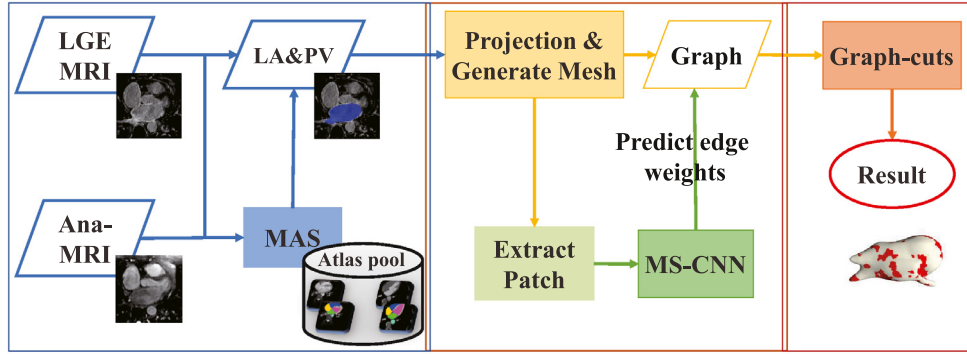 LGE
MRI
LA&PV
Ana-
MRI
MAS
Atlas pool
Projection &
Generate Mesh
Graph
Predict edge
weights
Extract
Patch
MS-CNN
Graph-cuts
Result